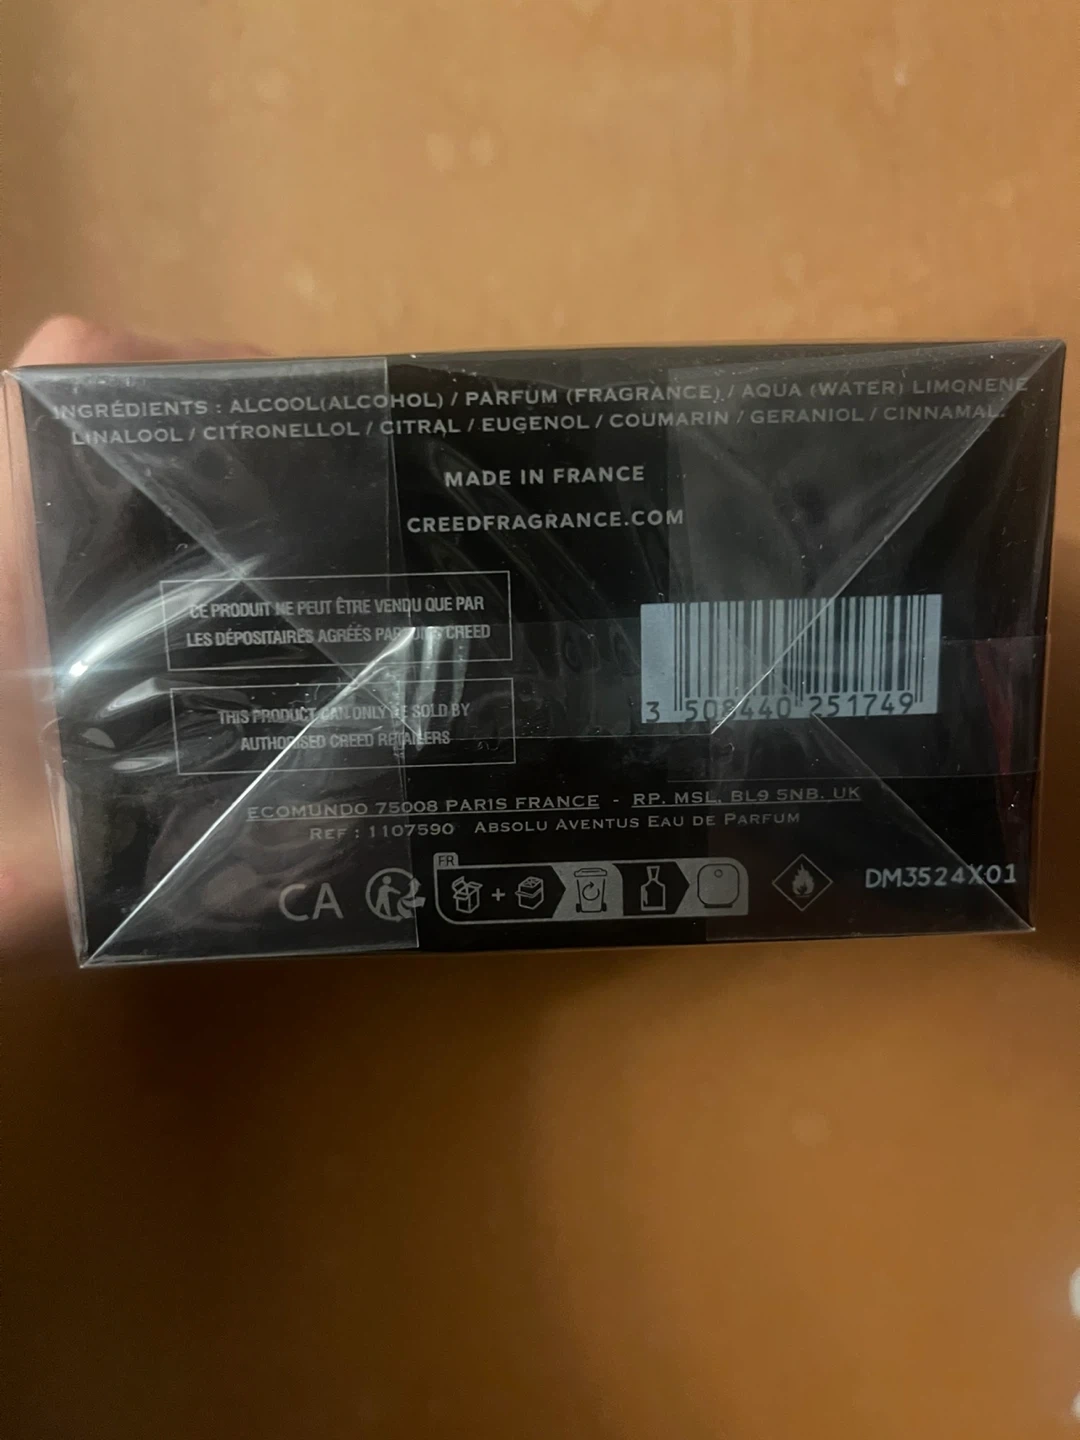 INGRÉDIENTS : ALCOOL(ALCOHOL) / PARFUM (FRAGRANCE) / AQUA (WATER) LIMONENE
LINALOOL / CITRONELLOL / CITRAL / EUGENOL / COUMARIN / GERANIOL / CINNAMAL.
MADE IN FRANCE
CREEDFRAGRANCE.COM
CE PRODUIT NE PEUT ÊTRE VENDU QUE PAR
LES DÉPOSITAIRES AGRÉÉS PARFUMS CREED
THIS PRODUCT CAN ONLY BE SOLD BY
AUTHORISED CREED RETAILERS
3 508440 251749
ECOMUNDO 75008 PARIS FRANCE - RP. MSL. BL9 5NB. UK
REF : 1107590 ABSOLU AVENTUS EAU DE PARFUM
FR
CA
DM3524X01